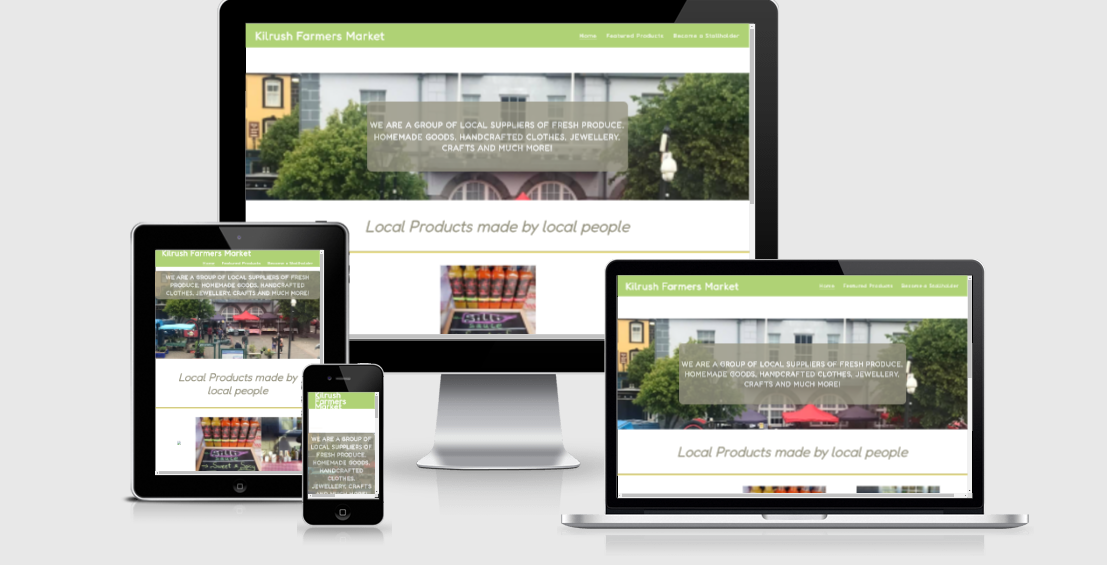 Kilrush Farmers Market
Home Featured Products Become a Stallholder
WE ARE A GROUP OF LOCAL SUPPLIERS OF FRESH PRODUCE,
HOMEMADE GOODS, HANDCRAFTED CLOTHES, JEWELLERY,
CRAFTS AND MUCH MORE!
Local Products made by local people
Kilrush Farmers Market
Home Featured Products Become a Stallholder
WE ARE A GROUP OF LOCAL SUPPLIERS OF FRESH
PRODUCE, HOMEMADE GOODS, HANDCRAFTED
CLOTHES, JEWELLERY, CRAFTS AND MUCH MORE!
Local Products made by
local people
Kilrush
Farmers
Market
WE ARE A GROUP OF
LOCAL SUPPLIERS OF
FRESH PRODUCE,
HOMEMADE GOODS,
HANDCRAFTED
CLOTHES,
JEWELLERY, CRAFTS
AND MUCH MORE!
Kilrush Farmers Market
Home Featured Products Become a Stallholder
WE ARE A GROUP OF LOCAL SUPPLIERS OF FRESH PRODUCE,
HOMEMADE GOODS, HANDCRAFTED CLOTHES, JEWELLERY,
CRAFTS AND MUCH MORE!
Local Products made by local people